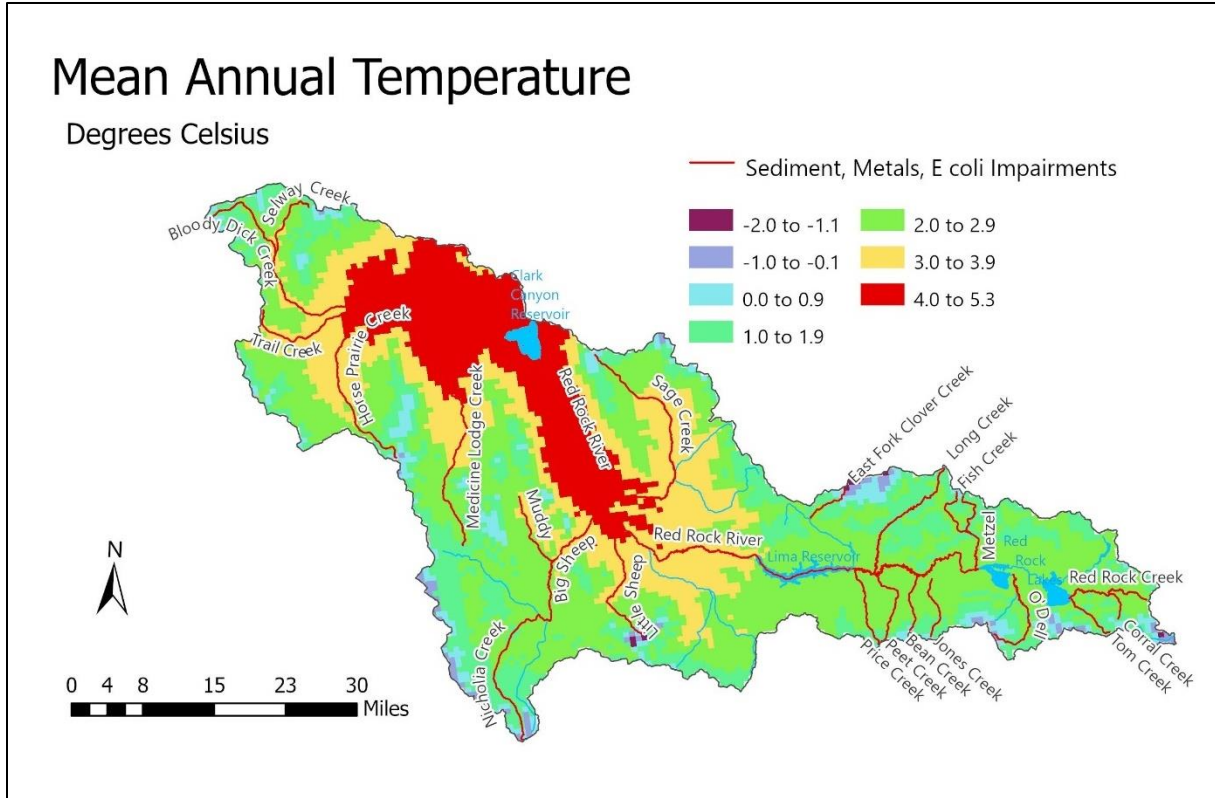 Mean Annual Temperature
Degrees Celsius
Sediment, Metals, E coli Impairments
-2.0 to -1.1
-1.0 to -0.1
0.0 to 0.9
1.0 to 1.9
2.0 to 2.9
3.0 to 3.9
4.0 to 5.3
Selway Creek
Bloody Dick Creek
Trail Creek
Horse Prairie Creek
Clark
Canyon
Reservoir
Medicine Lodge Creek
Red Rock River
Sage Creek
Muddy
Big Sheep
Little Sheep
Nicholia Creek
Red Rock River
Lima Reservoir
East Fork Clover Creek
Long Creek
Fish Creek
Metzel
Red
Rock
Lakes
O'Dell
Red Rock Creek
Corral Creek
Tom Creek
Jones Creek
Bean Creek
Peet Creek
Price Creek
N
0 4 8 15 23 30
Miles